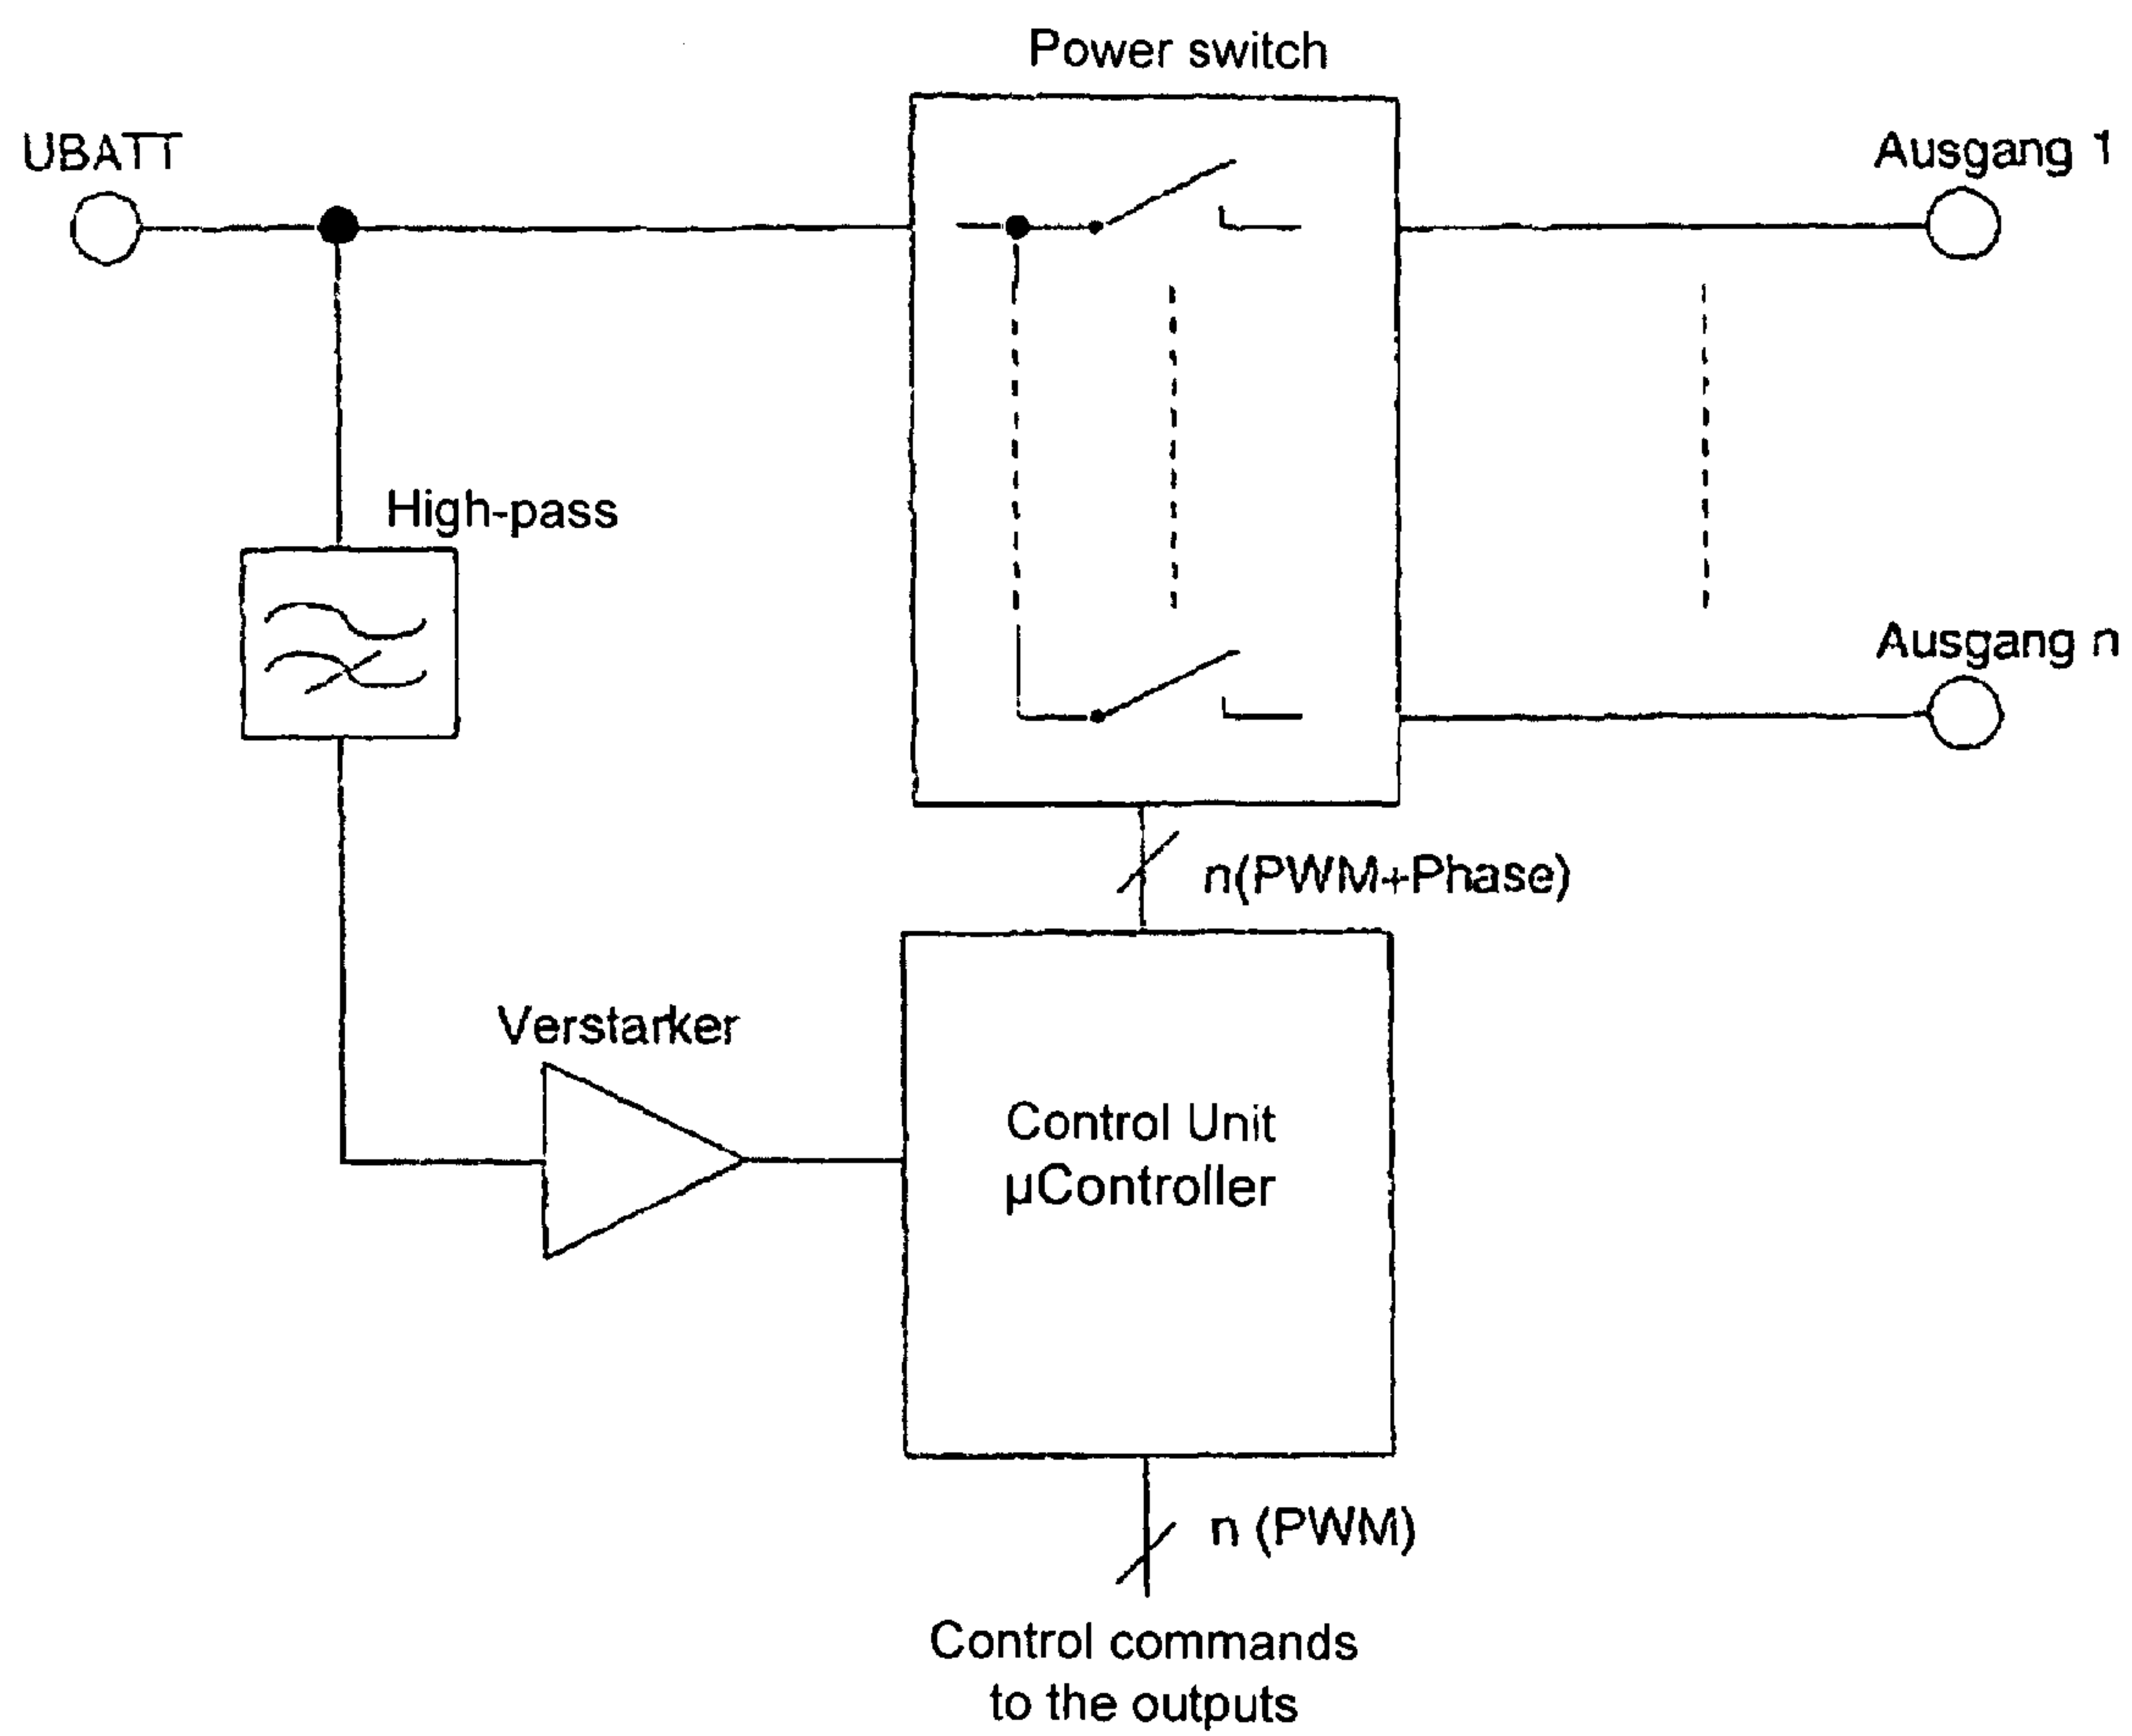 Power switch
UBATT
Ausgang 1
High-pass
Ausgang n
n(PWM+Phase)
Verstarker
Control Unit
µController
n (PWM)
Control commands
to the outputs